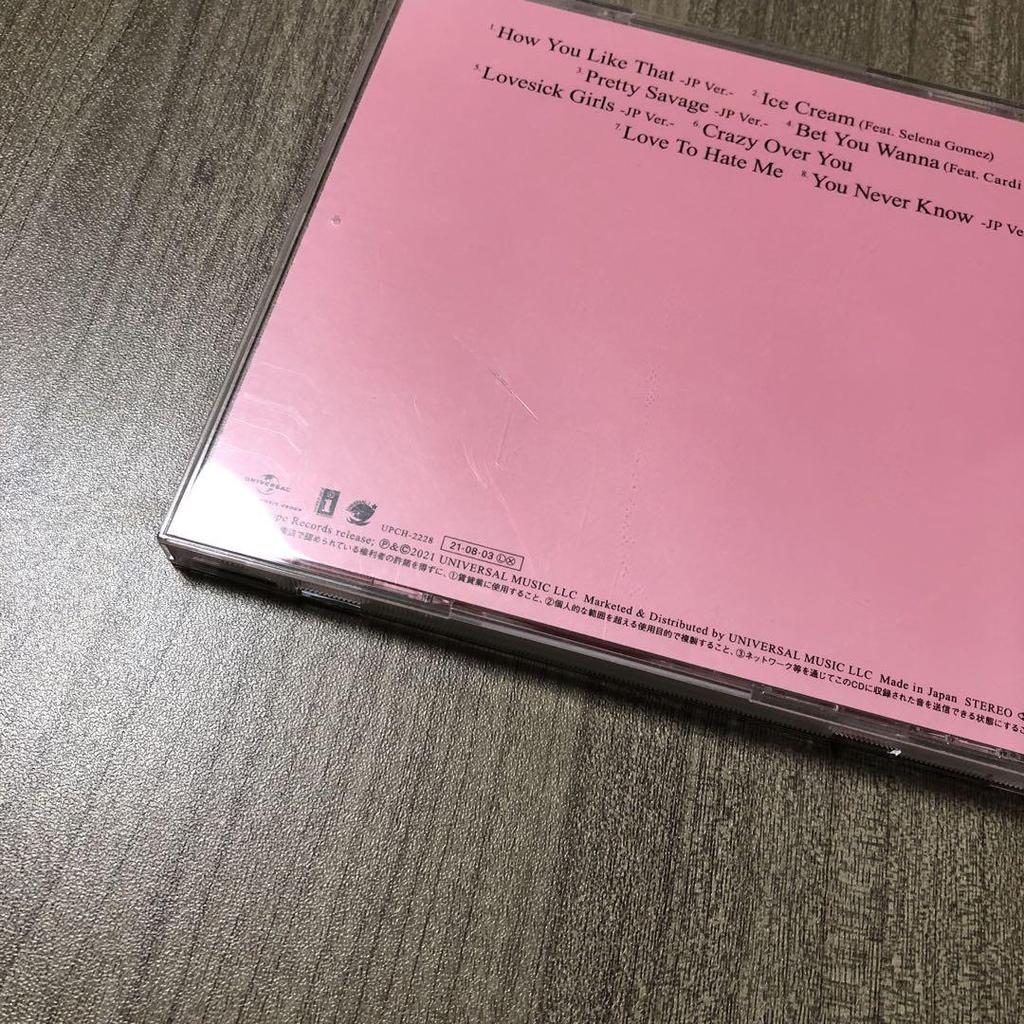 1. How You Like That -JP Ver.- 2. Ice Cream (Feat. Selena Gomez)
3. Pretty Savage -JP Ver.- 4. Bet You Wanna (Feat. Cardi
5. Lovesick Girls -JP Ver.- 6. Crazy Over You
7. Love To Hate Me 8. You Never Know -JP Ve
UNIVERSAL
UPCH-2228 21・08・03 Ⓛ Ⓧ
Records release; ℗&©2021 UNIVERSAL MUSIC LLC Marketed & Distributed by UNIVERSAL MUSIC LLC Made in Japan STEREO
認められている権利者の許諾を得ずに、①賃貸業に使用すること、②個人的な範囲を超える使用目的で複製すること、③ネットワーク等を通じてこのCDに収録された音を送信できる状態にするこ